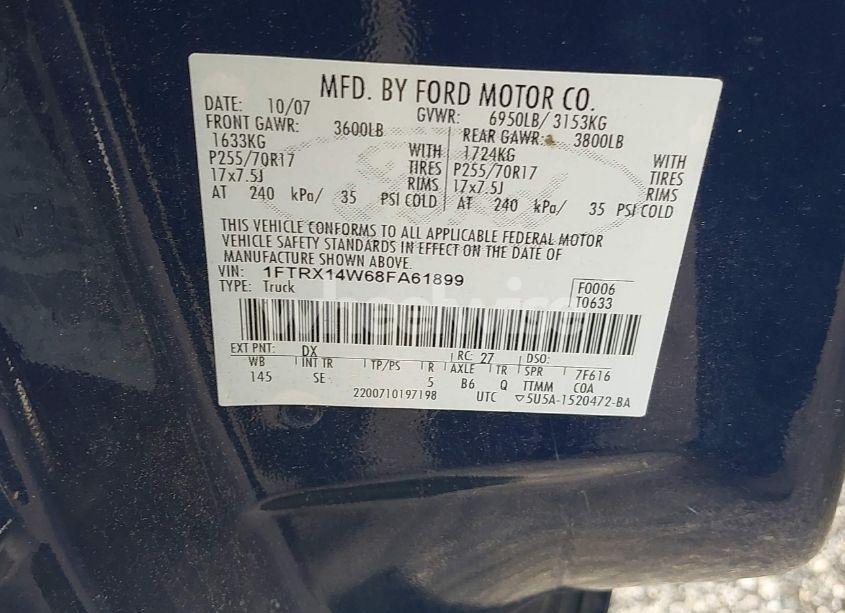 MFD. BY FORD MOTOR CO.
DATE: 10/07 GVWR: 6950LB/ 3153KG
FRONT GAWR: 3600LB REAR GAWR: 3800LB
1633KG WITH 1724KG WITH
P255/70R17 TIRES P255/70R17 TIRES
17x7.5J RIMS 17x7.5J RIMS
AT 240 kPa/ 35 PSI COLD AT 240 kPa/ 35 PSI COLD
THIS VEHICLE CONFORMS TO ALL APPLICABLE FEDERAL MOTOR
VEHICLE SAFETY STANDARDS IN EFFECT ON THE DATE OF
MANUFACTURE SHOWN ABOVE.
VIN: 1FTRX14W68FA61899 F0006
TYPE: Truck T0633
EXT PNT: DX RC: 27 DSO:
WB INT TR TP/PS R AXLE TR SPR 7F616
145 SE 5 B6 Q TTMM COA
2200710197198 UTC ▽5U5A-1520472-BA